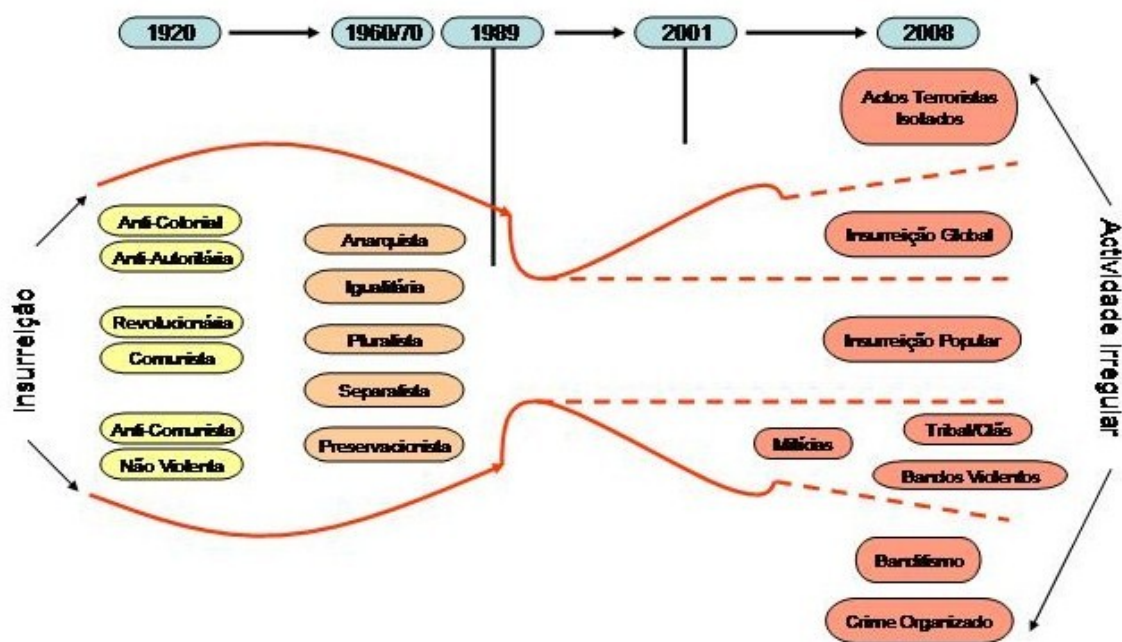 1920
1960/70
1989
2001
2008
Insurreição
Anti-Colonial
Anti-Autoritária
Revolucionária
Comunista
Anti-Comunista
Não Violenta
Anarquista
Igualitária
Pluralista
Separatista
Preservacionista
Actos Terroristas
Isolados
Insurreição Global
Insurreição Popular
Milícias
Tribal/Clãs
Bandos Violentos
Banditismo
Crime Organizado
Actividade Irregular